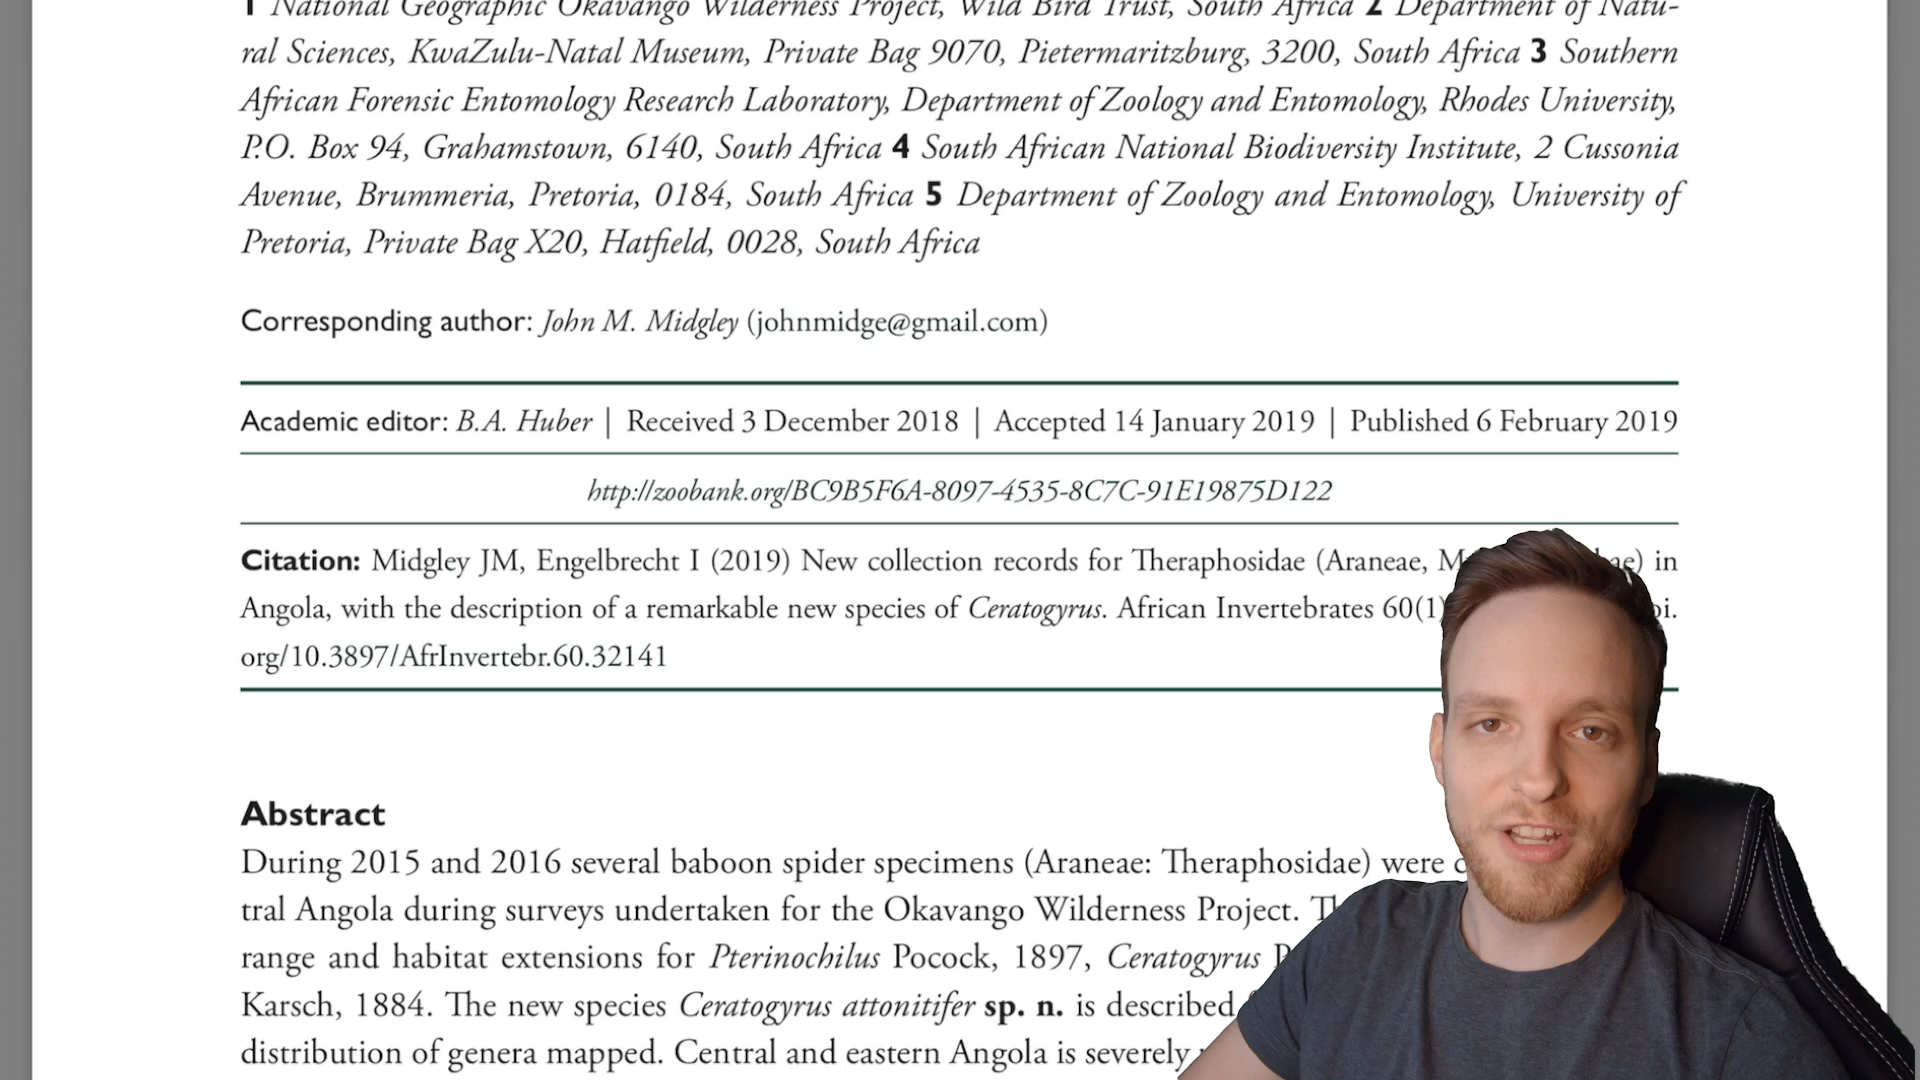 1 National Geographic Okavango Wilderness Project, Wild Bird Trust, South Africa 2 Department of Natu-
ral Sciences, KwaZulu-Natal Museum, Private Bag 9070, Pietermaritzburg, 3200, South Africa 3 Southern
African Forensic Entomology Research Laboratory, Department of Zoology and Entomology, Rhodes University,
P.O. Box 94, Grahamstown, 6140, South Africa 4 South African National Biodiversity Institute, 2 Cussonia
Avenue, Brummeria, Pretoria, 0184, South Africa 5 Department of Zoology and Entomology, University of
Pretoria, Private Bag X20, Hatfield, 0028, South Africa
Corresponding author: John M. Midgley (johnmidge@gmail.com)
Academic editor: B.A. Huber | Received 3 December 2018 | Accepted 14 January 2019 | Published 6 February 2019
http://zoobank.org/BC9B5F6A-8097-4535-8C7C-91E19875D122
Citation: Midgley JM, Engelbrecht I (2019) New collection records for Theraphosidae (Araneae, in
Angola, with the description of a remarkable new species of Ceratogyrus. African Invertebrates 60(1)
org/10.3897/AfrInvertebr.60.32141
Abstract
During 2015 and 2016 several baboon spider specimens (Araneae: Theraphosidae) were
tral Angola during surveys undertaken for the Okavango Wilderness Project.
range and habitat extensions for Pterinochilus Pocock, 1897, Ceratogyrus
Karsch, 1884. The new species Ceratogyrus attonitifer sp. n. is described
distribution of genera mapped. Central and eastern Angola is severely